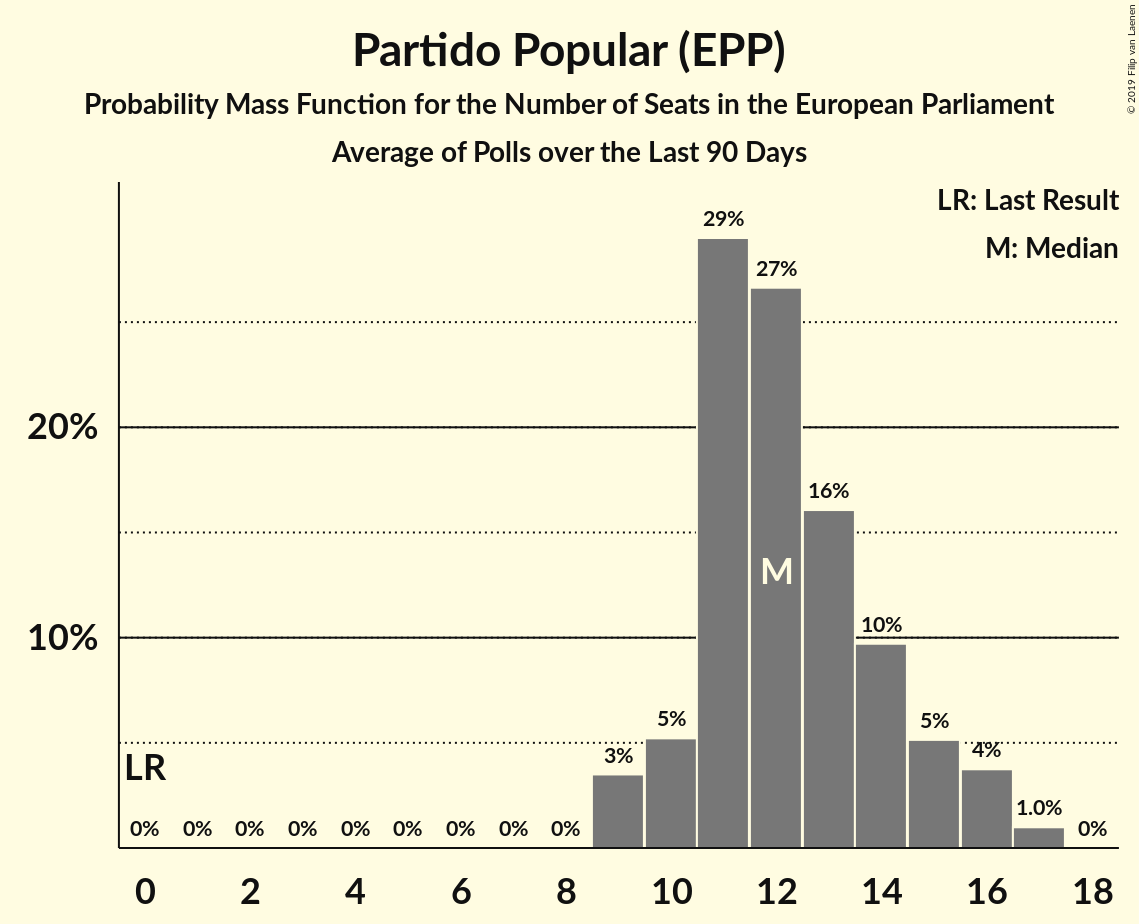 Partido Popular (EPP)
Probability Mass Function for the Number of Seats in the European Parliament
Average of Polls over the Last 90 Days
© 2019 Filip van Laenen
LR: Last Result
M: Median
29%
27%
20%
16%
M
10%
10%
5%
5%
3%
4%
LR
1.0%
0% 0% 0% 0% 0% 0% 0% 0% 0% 0%
0 2 4 6 8 10 12 14 16 18